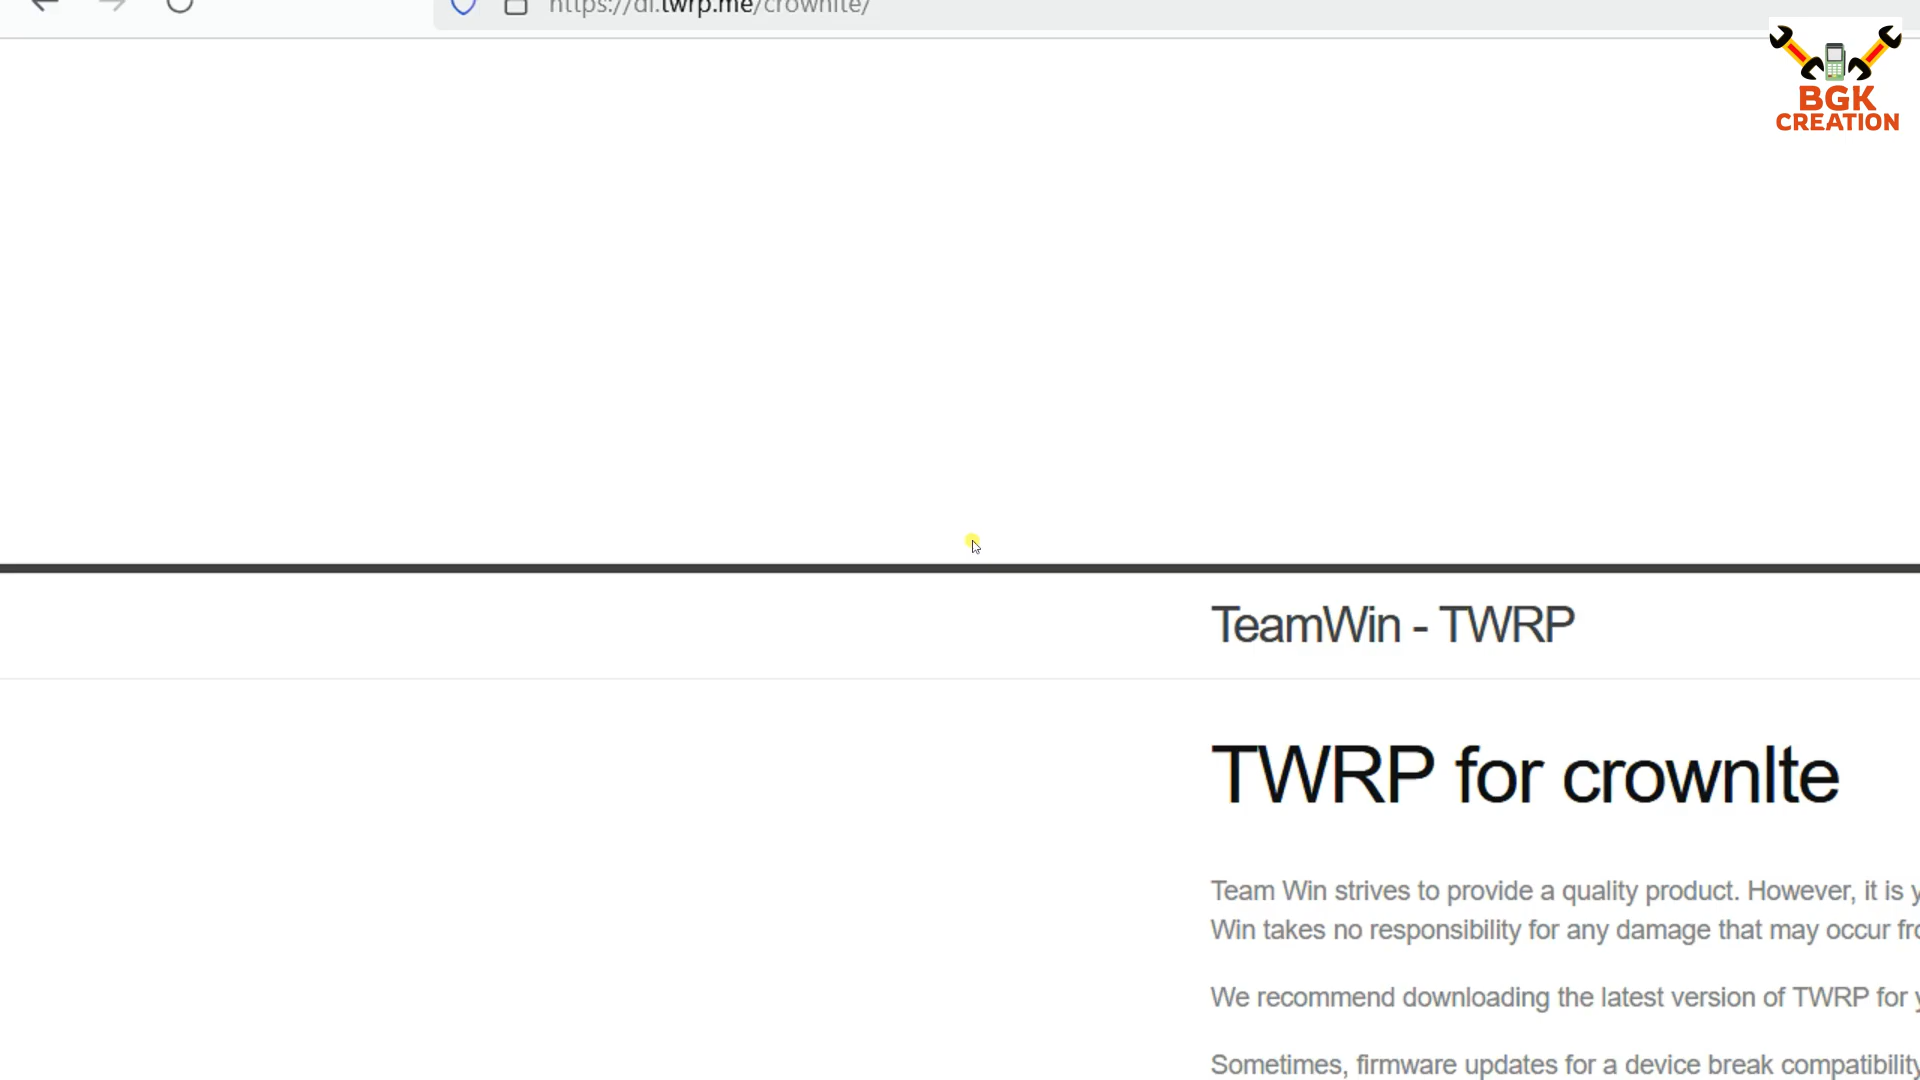 https://dl.twrp.me/crownlte/
BGK
CREATION
TeamWin - TWRP
TWRP for crownlte
Team Win strives to provide a quality product. However, it is
Win takes no responsibility for any damage that may occur
We recommend downloading the latest version of TWRP for
Sometimes, firmware updates for a device break compatibility